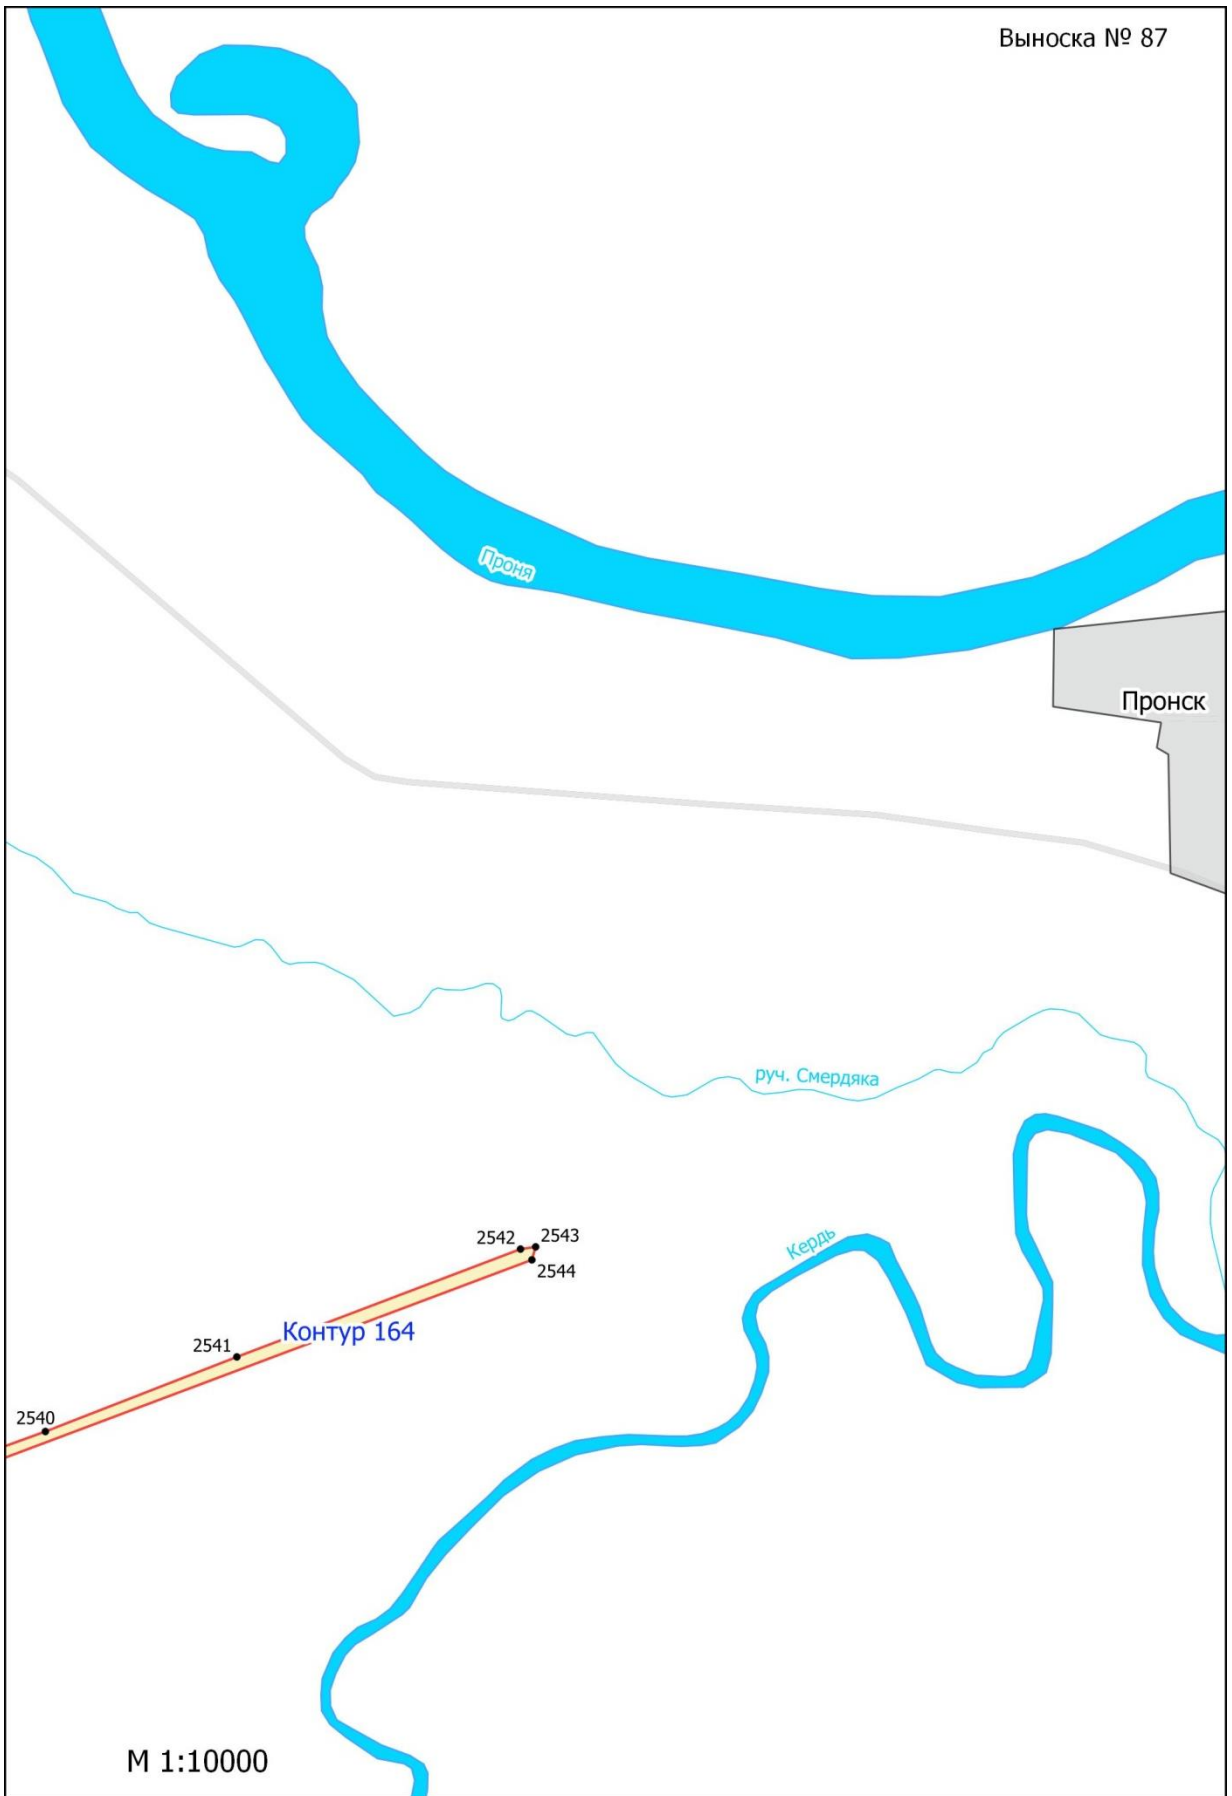 Выноска № 87
Проня
Пронск
руч. Смердяка
Кердь
2542
2543
2544
Контур 164
2541
2540
М 1:10000